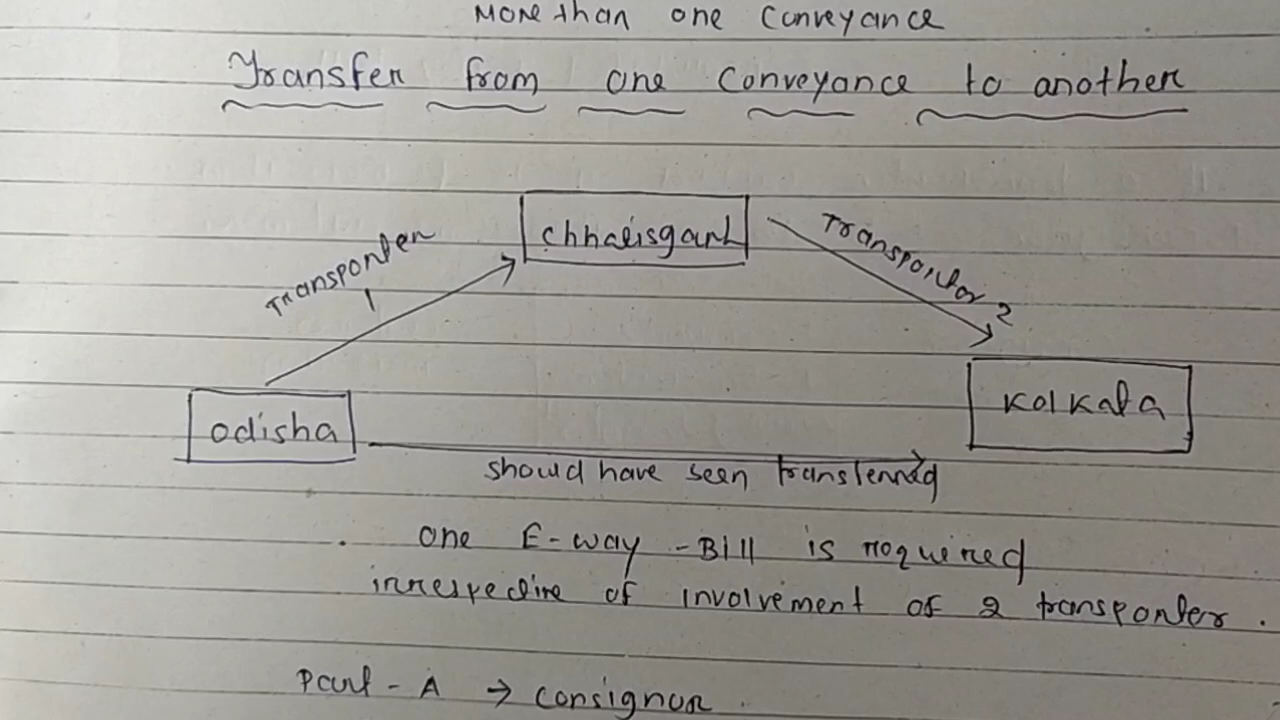 More than one conveyance
Transfer from one conveyance to another
Chhatisgarh
Transporter
1
Transporter 2
Kolkata
odisha
should have seen transferred
one E-way-Bill is required
irrespective of involvement of 2 transporter.
Part-A → consignor.